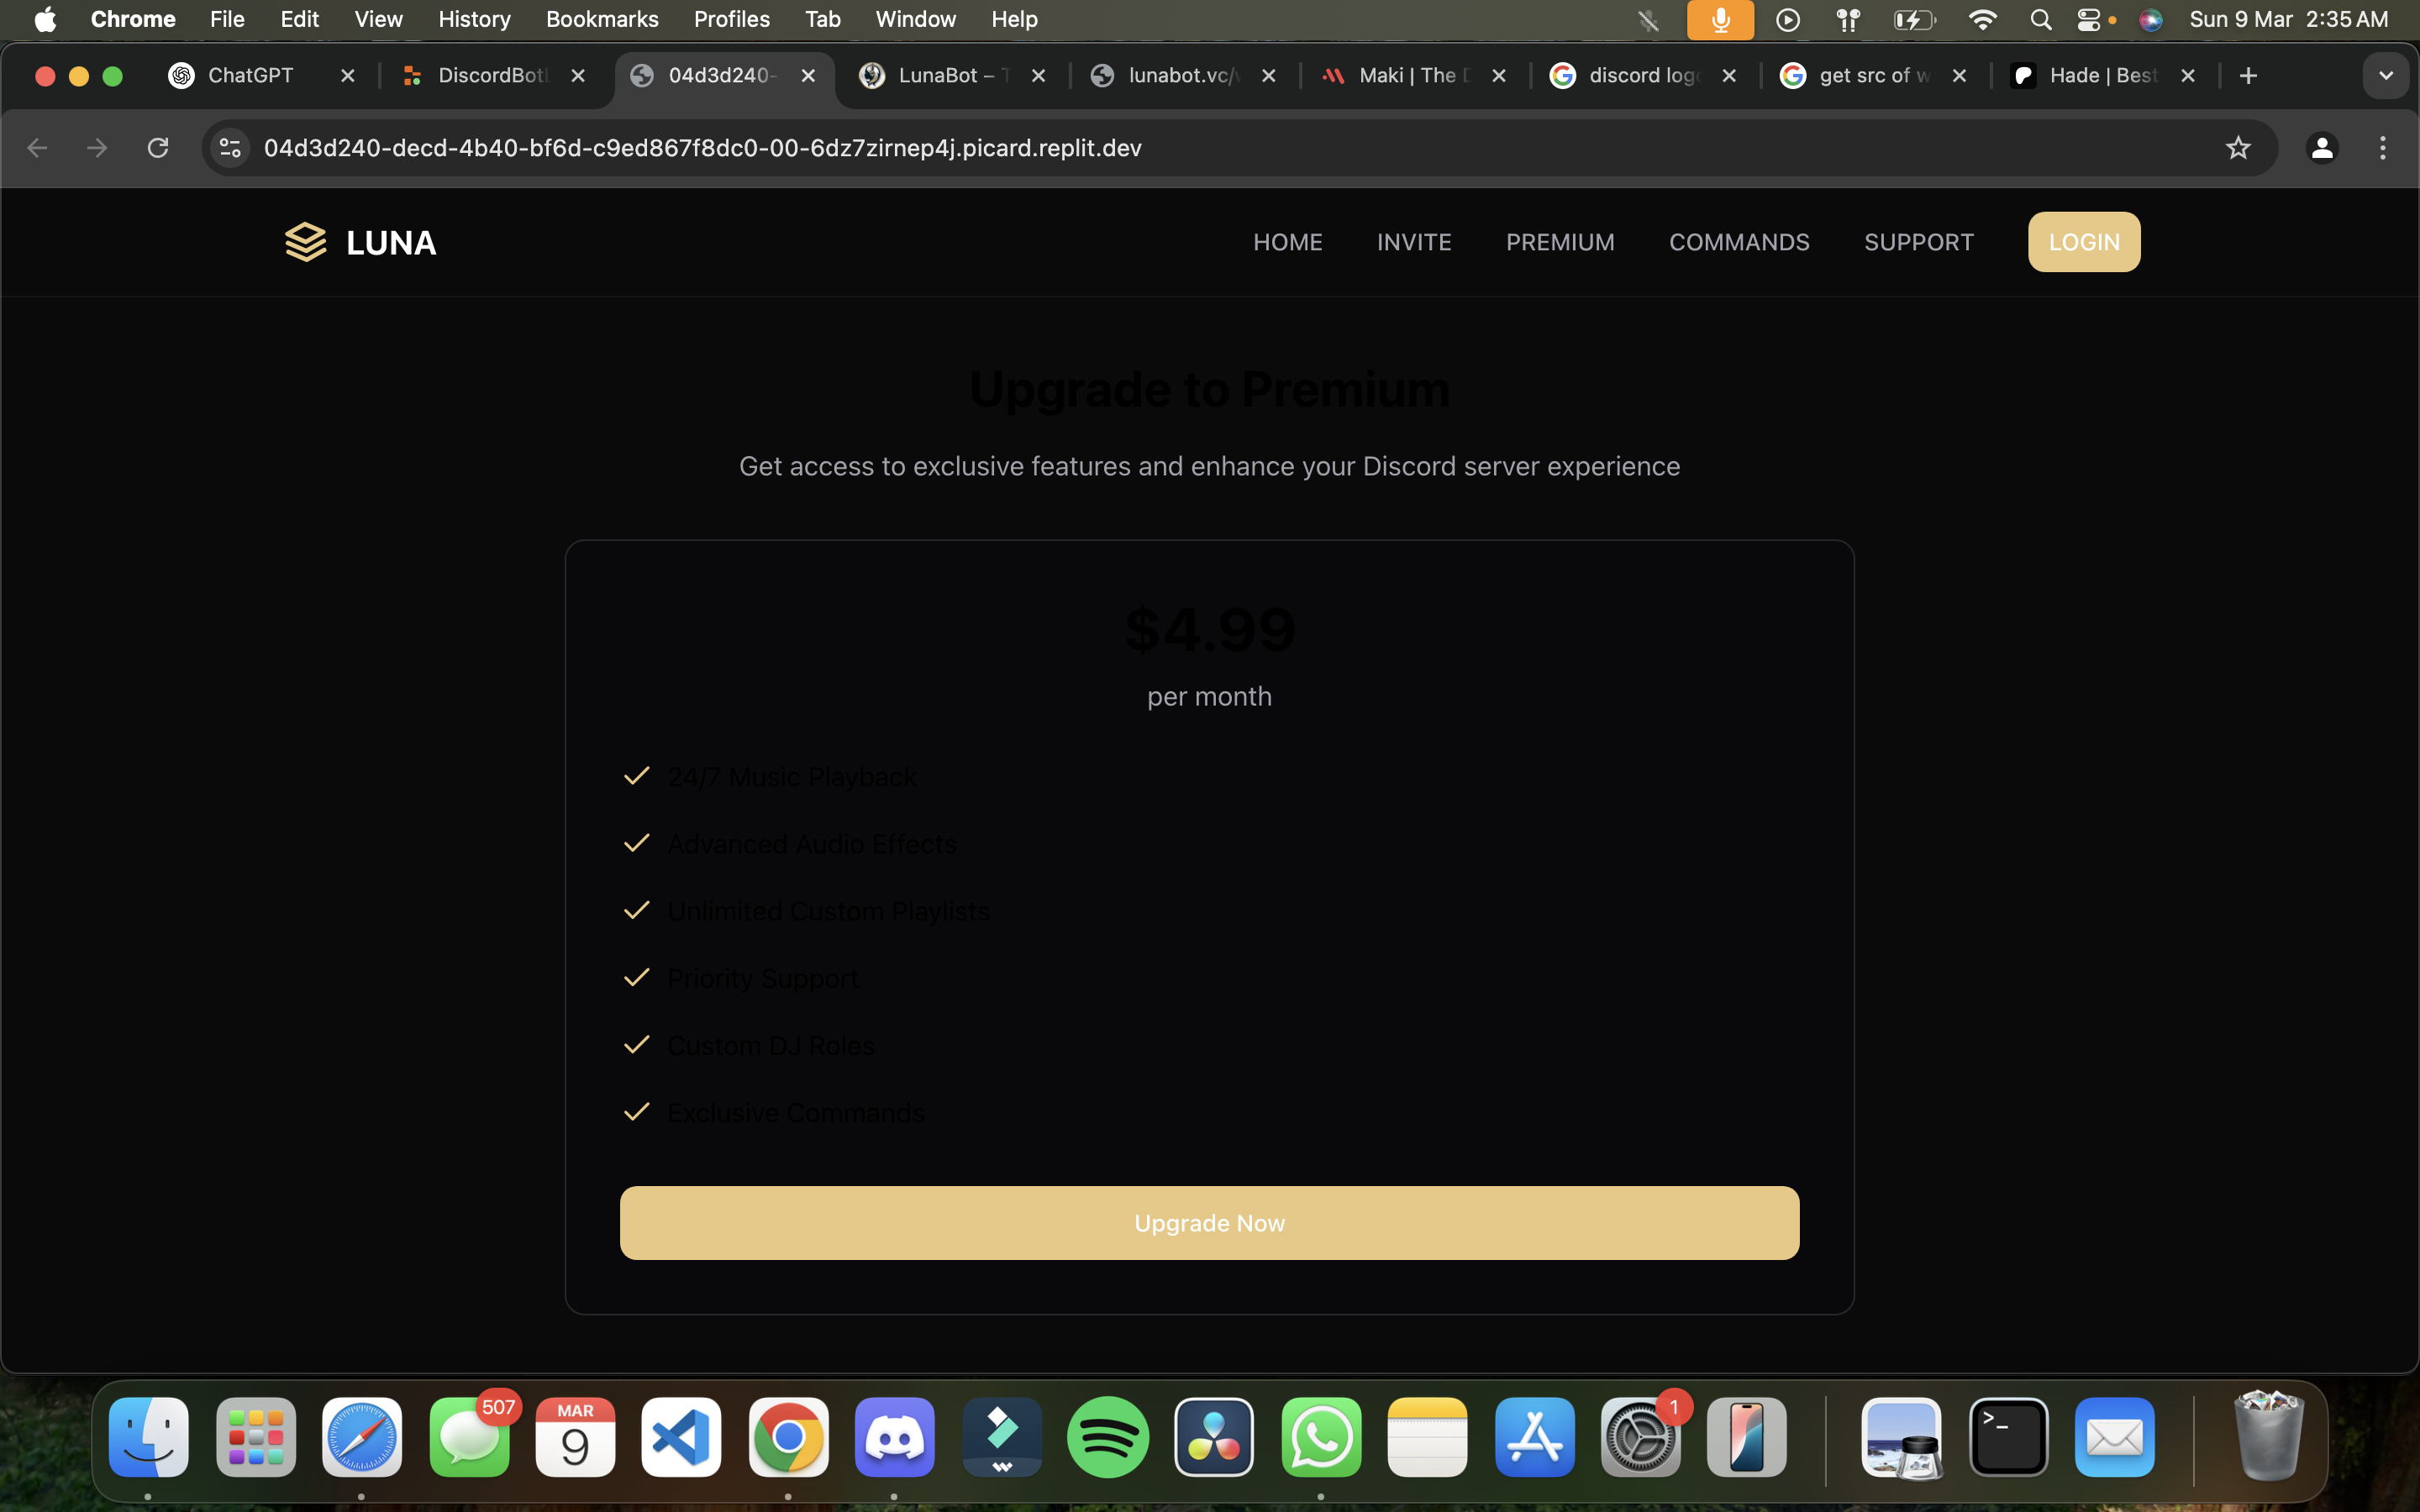 Chrome File Edit View History Bookmarks Profiles Tab Window Help Sun 9 Mar 2:35 AM
ChatGPT DiscordBot 04d3d240- LunaBot – T lunabot.vc/ Maki | The D discord log get src of w Hade | Best
04d3d240-decd-4b40-bf6d-c9ed867f8dc0-00-6dz7zirnep4j.picard.replit.dev
LUNA HOME INVITE PREMIUM COMMANDS SUPPORT LOGIN
Upgrade to Premium
Get access to exclusive features and enhance your Discord server experience
$4.99
per month
24/7 Music Playback
Advanced Audio Effects
Unlimited Custom Playlists
Priority Support
Custom DJ Roles
Exclusive Commands
Upgrade Now
507 MAR 1
9